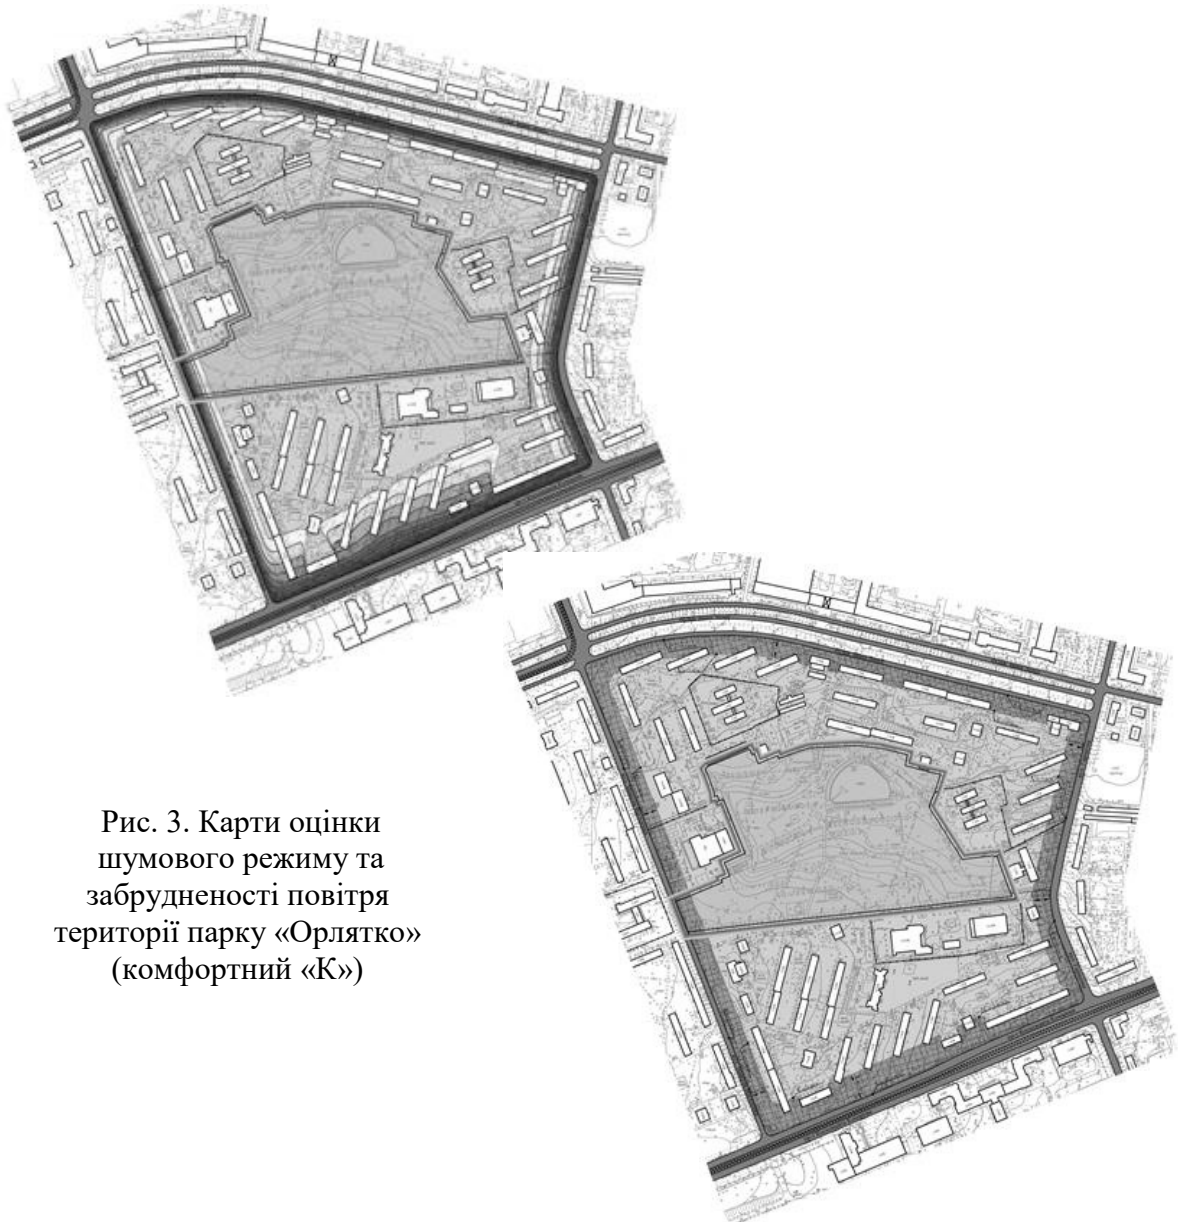 Рис. 3. Карти оцінки
шумового режиму та
забрудненості повітря
території парку «Орлятко»
(комфортний «К»)